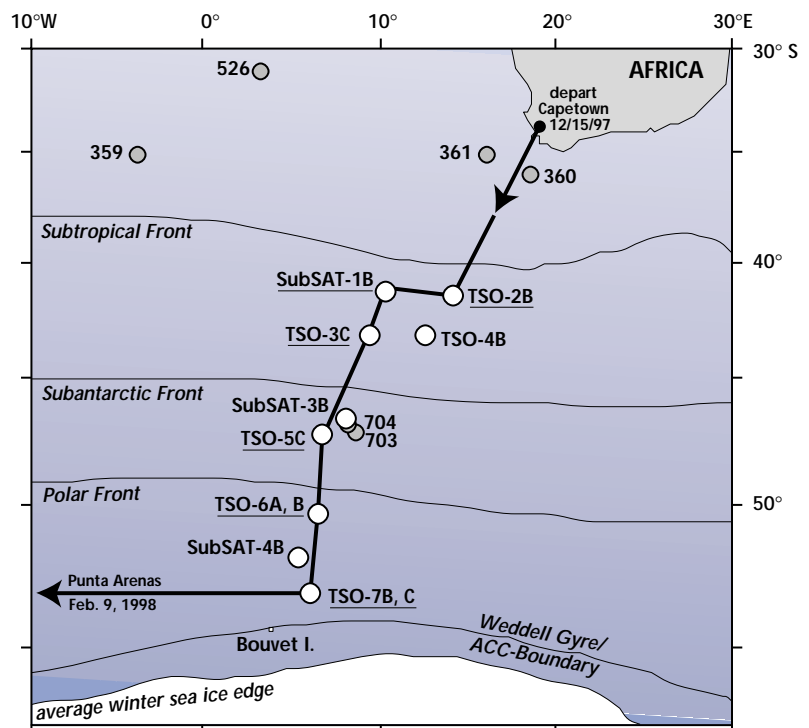 10°W
0°
10°
20°
30°E
30° S
526
AFRICA
depart
Capetown
12/15/97
359
361
360
Subtropical Front
40°
SubSAT-1B
TSO-2B
TSO-3C
TSO-4B
Subantarctic Front
SubSAT-3B
704
703
TSO-5C
Polar Front
TSO-6A, B
50°
SubSAT-4B
Punta Arenas
Feb. 9, 1998
TSO-7B, C
Bouvet I.
Weddell Gyre/
ACC-Boundary
average winter sea ice edge